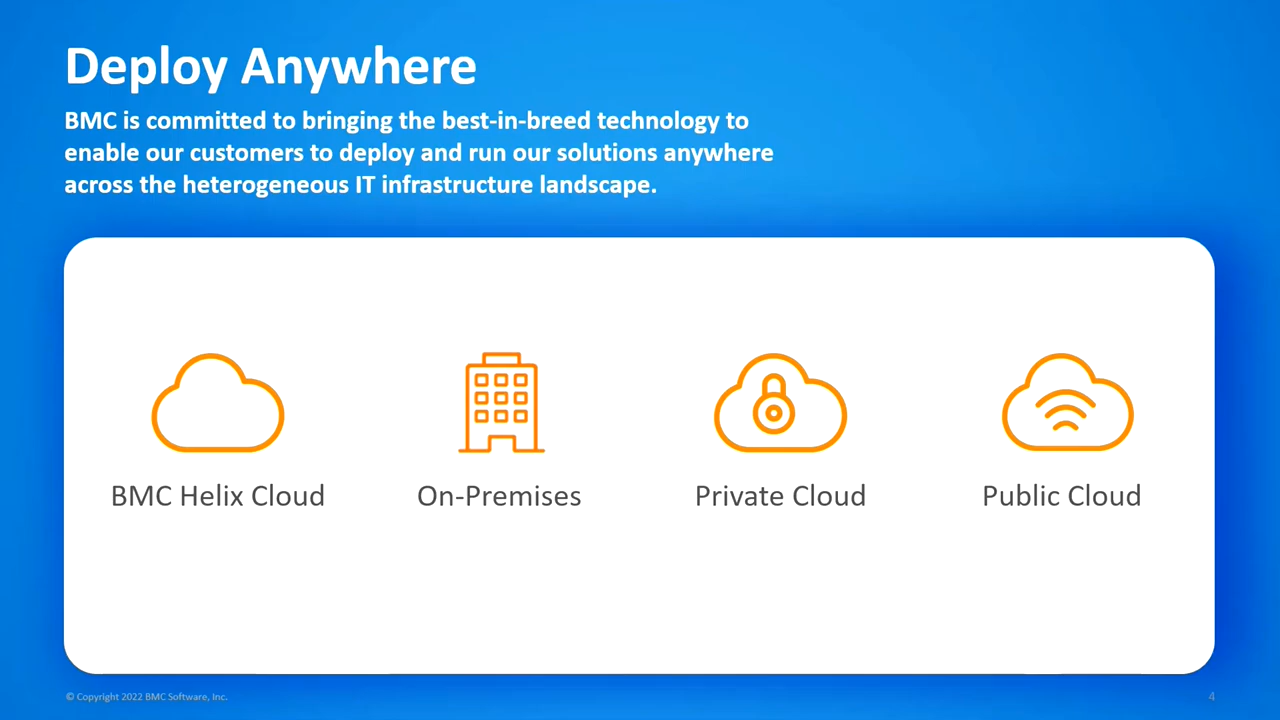 Deploy Anywhere
BMC is committed to bringing the best-in-breed technology to
enable our customers to deploy and run our solutions anywhere
across the heterogeneous IT infrastructure landscape.
BMC Helix Cloud
On-Premises
Private Cloud
Public Cloud
© Copyright 2022 BMC Software, Inc.
4